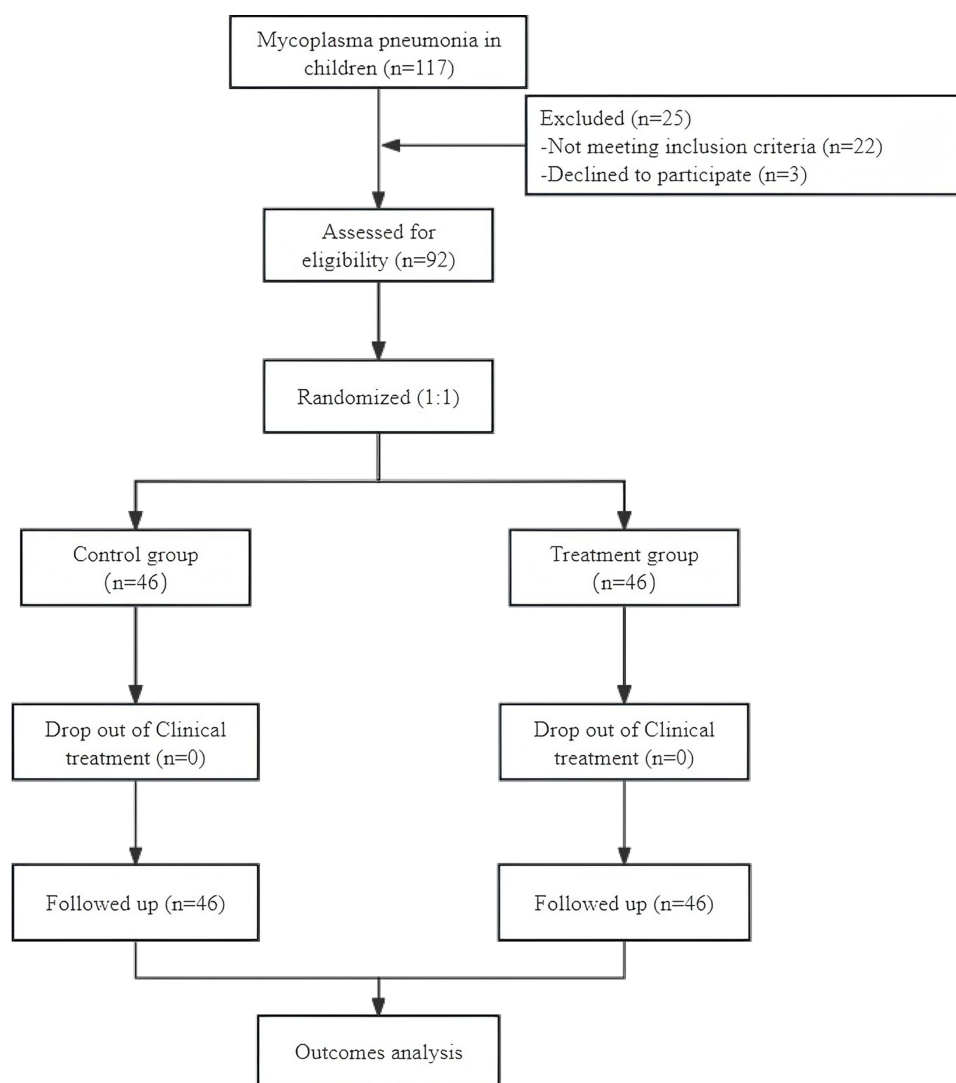 Mycoplasma pneumonia in
children (n=117)
Excluded (n=25)
-Not meeting inclusion criteria (n=22)
-Declined to participate (n=3)
Assessed for
eligibility (n=92)
Randomized (1:1)
Control group
(n=46)
Treatment group
(n=46)
Drop out of Clinical
treatment (n=0)
Drop out of Clinical
treatment (n=0)
Followed up (n=46)
Followed up (n=46)
Outcomes analysis